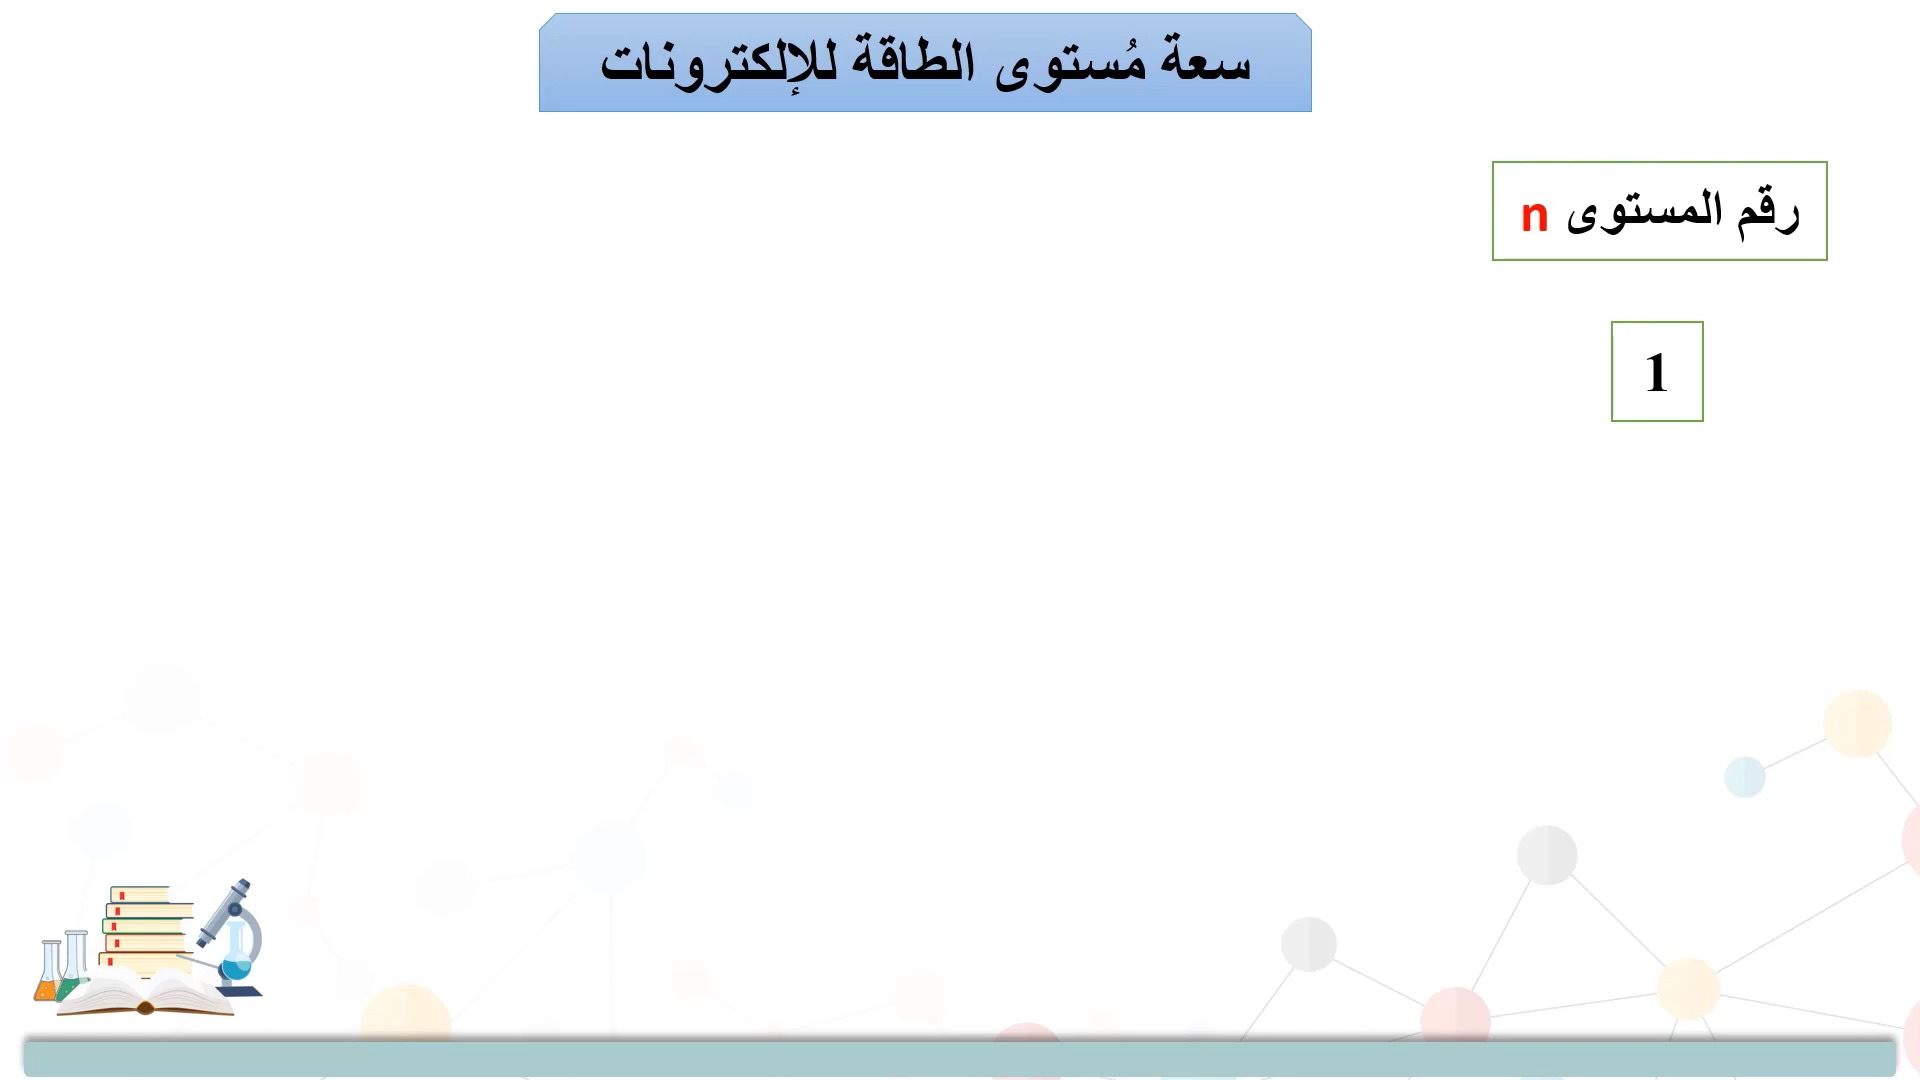 سعة مُستوى الطاقة للإلكترونات
رقم المستوى n
1